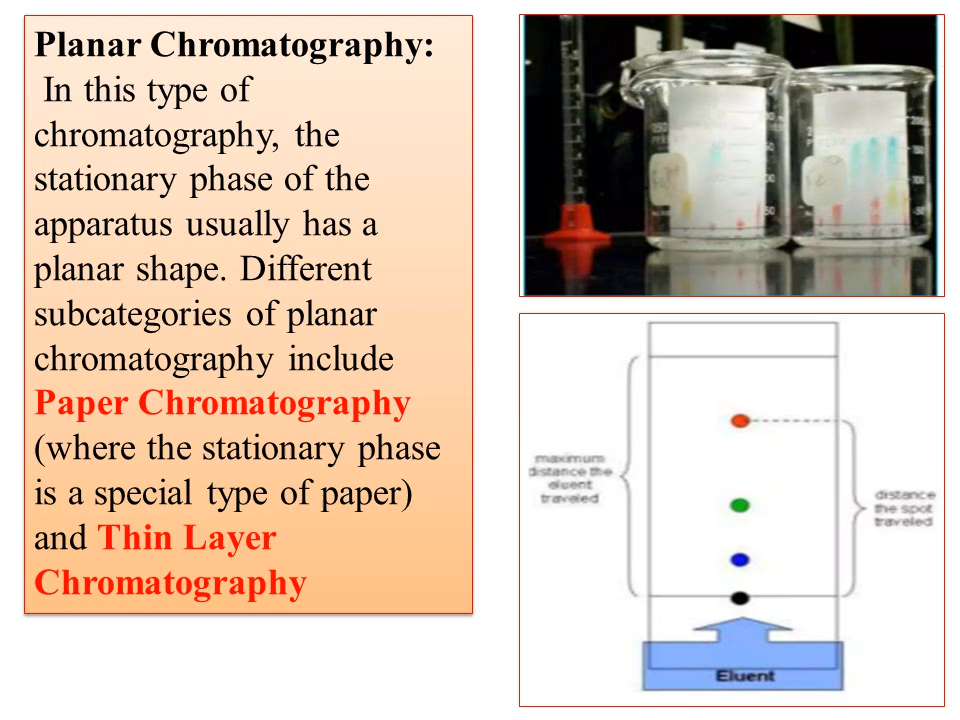 Planar Chromatography:
In this type of
chromatography, the
stationary phase of the
apparatus usually has a
planar shape. Different
subcategories of planar
chromatography include
Paper Chromatography
(where the stationary phase
is a special type of paper)
and Thin Layer
Chromatography
maximum
distance the
eluent
traveled
distance
the spot
traveled
Eluent